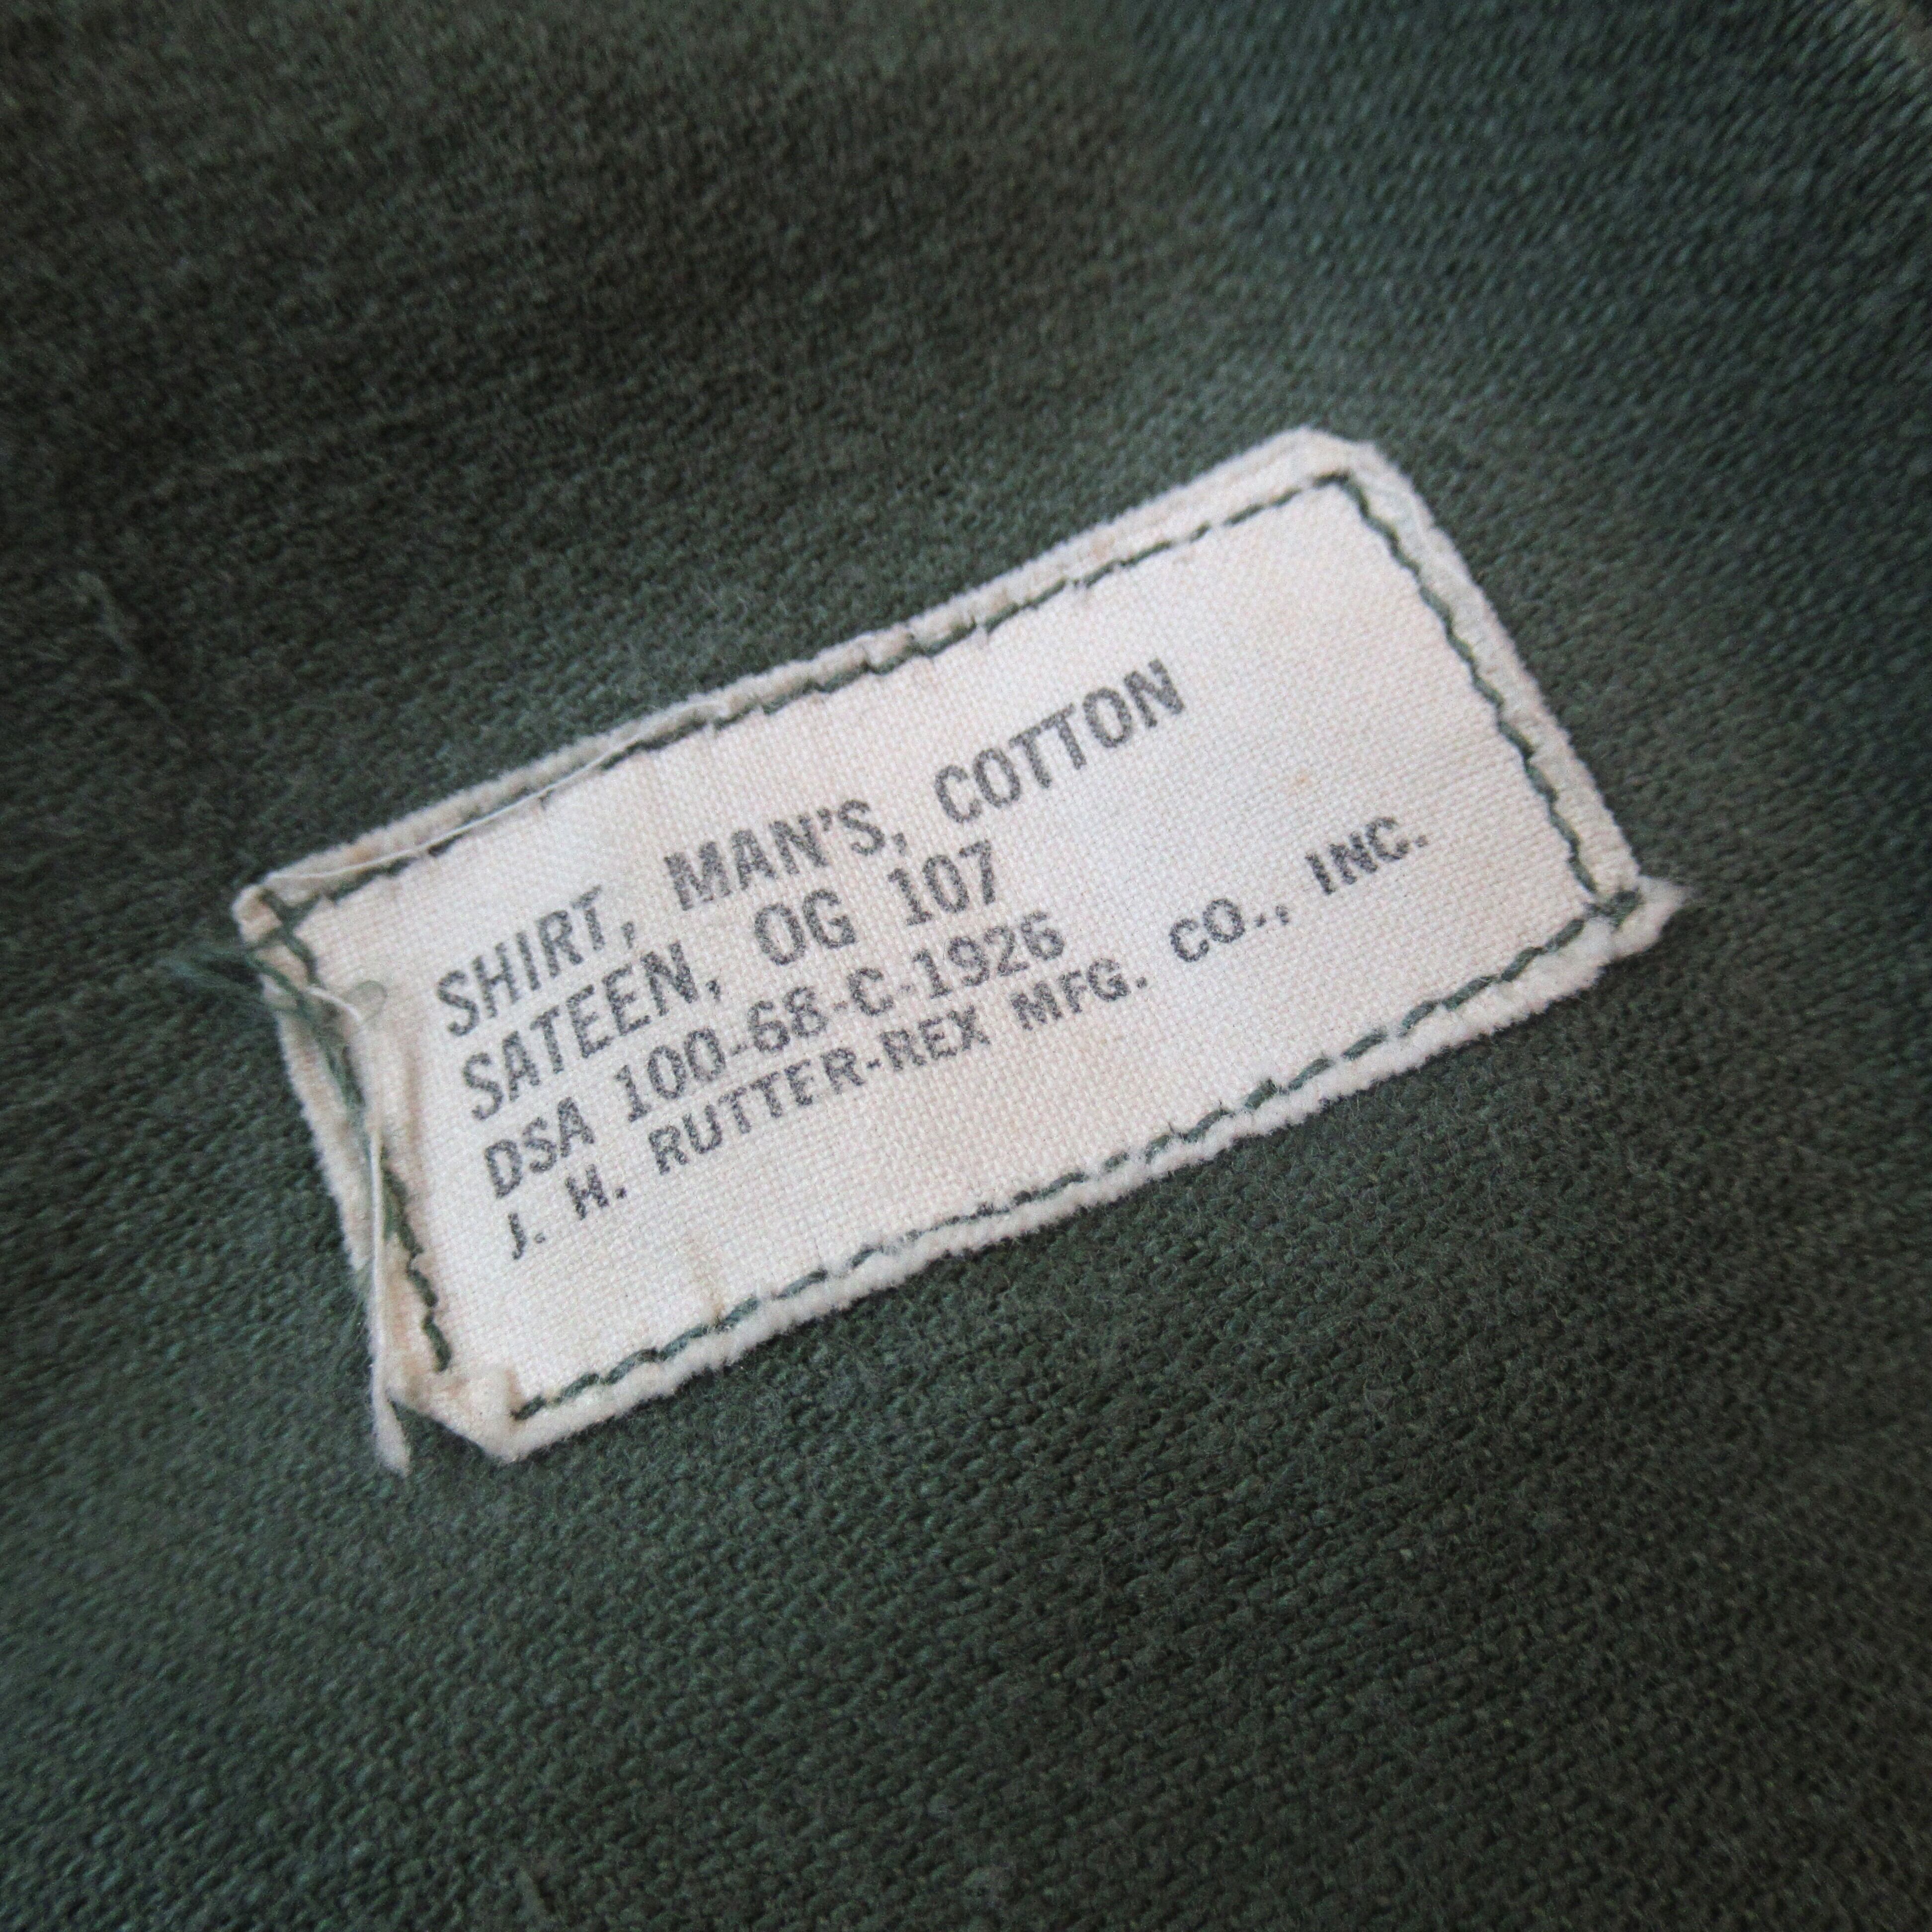 SHIRT, MAN'S, COTTON
SATEEN, OG 107
DSA 100-68-C-1926
J. H. RUTTER-REX MFG. CO., INC.